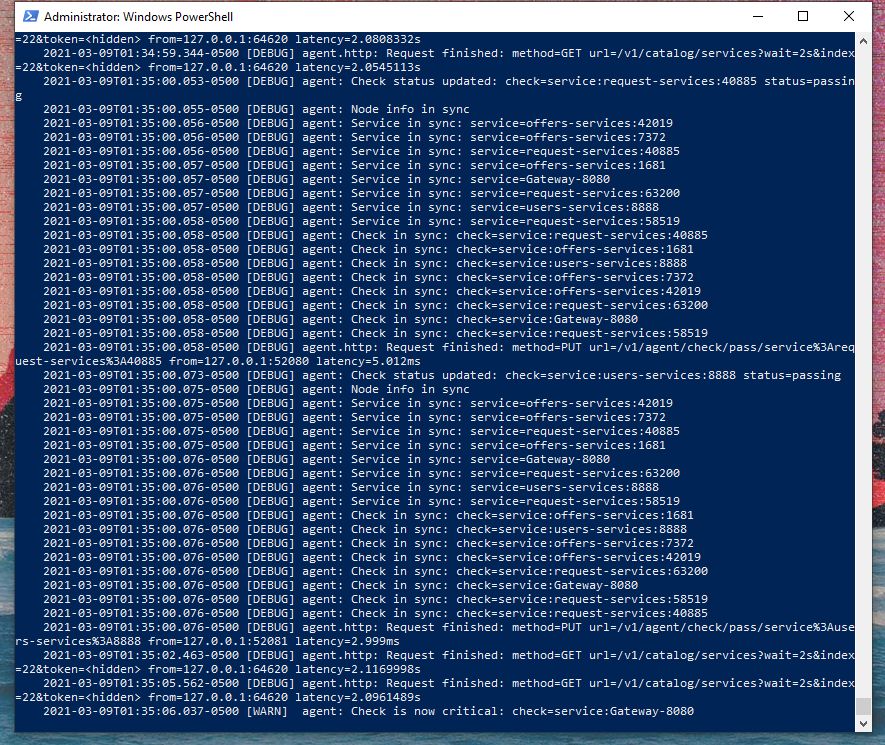 Administrator: Windows PowerShell
=22&token=<hidden> from=127.0.0.1:64620 latency=2.0808332s
2021-03-09T01:34:59.344-0500 [DEBUG] agent.http: Request finished: method=GET url=/v1/catalog/services?wait=2s&index
=22&token=<hidden> from=127.0.0.1:64620 latency=2.0545113s
2021-03-09T01:35:00.053-0500 [DEBUG] agent: Check status updated: check=service:request-services:40885 status=passin
g
2021-03-09T01:35:00.055-0500 [DEBUG] agent: Node info in sync
2021-03-09T01:35:00.056-0500 [DEBUG] agent: Service in sync: service=offers-services:42019
2021-03-09T01:35:00.056-0500 [DEBUG] agent: Service in sync: service=offers-services:7372
2021-03-09T01:35:00.056-0500 [DEBUG] agent: Service in sync: service=request-services:40885
2021-03-09T01:35:00.057-0500 [DEBUG] agent: Service in sync: service=offers-services:1681
2021-03-09T01:35:00.057-0500 [DEBUG] agent: Service in sync: service=Gateway-8080
2021-03-09T01:35:00.057-0500 [DEBUG] agent: Service in sync: service=request-services:63200
2021-03-09T01:35:00.057-0500 [DEBUG] agent: Service in sync: service=users-services:8888
2021-03-09T01:35:00.058-0500 [DEBUG] agent: Service in sync: service=request-services:58519
2021-03-09T01:35:00.058-0500 [DEBUG] agent: Check in sync: check=service:request-services:40885
2021-03-09T01:35:00.058-0500 [DEBUG] agent: Check in sync: check=service:offers-services:1681
2021-03-09T01:35:00.058-0500 [DEBUG] agent: Check in sync: check=service:users-services:8888
2021-03-09T01:35:00.058-0500 [DEBUG] agent: Check in sync: check=service:offers-services:7372
2021-03-09T01:35:00.058-0500 [DEBUG] agent: Check in sync: check=service:offers-services:42019
2021-03-09T01:35:00.058-0500 [DEBUG] agent: Check in sync: check=service:request-services:63200
2021-03-09T01:35:00.058-0500 [DEBUG] agent: Check in sync: check=service:Gateway-8080
2021-03-09T01:35:00.058-0500 [DEBUG] agent: Check in sync: check=service:request-services:58519
2021-03-09T01:35:00.058-0500 [DEBUG] agent.http: Request finished: method=PUT url=/v1/agent/check/pass/service%3Areq
uest-services%3A40885 from=127.0.0.1:52080 latency=5.012ms
2021-03-09T01:35:00.073-0500 [DEBUG] agent: Check status updated: check=service:users-services:8888 status=passing
2021-03-09T01:35:00.075-0500 [DEBUG] agent: Node info in sync
2021-03-09T01:35:00.075-0500 [DEBUG] agent: Service in sync: service=offers-services:42019
2021-03-09T01:35:00.075-0500 [DEBUG] agent: Service in sync: service=offers-services:7372
2021-03-09T01:35:00.075-0500 [DEBUG] agent: Service in sync: service=request-services:40885
2021-03-09T01:35:00.075-0500 [DEBUG] agent: Service in sync: service=offers-services:1681
2021-03-09T01:35:00.076-0500 [DEBUG] agent: Service in sync: service=Gateway-8080
2021-03-09T01:35:00.076-0500 [DEBUG] agent: Service in sync: service=request-services:63200
2021-03-09T01:35:00.076-0500 [DEBUG] agent: Service in sync: service=users-services:8888
2021-03-09T01:35:00.076-0500 [DEBUG] agent: Service in sync: service=request-services:58519
2021-03-09T01:35:00.076-0500 [DEBUG] agent: Check in sync: check=service:offers-services:1681
2021-03-09T01:35:00.076-0500 [DEBUG] agent: Check in sync: check=service:users-services:8888
2021-03-09T01:35:00.076-0500 [DEBUG] agent: Check in sync: check=service:offers-services:7372
2021-03-09T01:35:00.076-0500 [DEBUG] agent: Check in sync: check=service:offers-services:42019
2021-03-09T01:35:00.076-0500 [DEBUG] agent: Check in sync: check=service:request-services:63200
2021-03-09T01:35:00.076-0500 [DEBUG] agent: Check in sync: check=service:Gateway-8080
2021-03-09T01:35:00.076-0500 [DEBUG] agent: Check in sync: check=service:request-services:58519
2021-03-09T01:35:00.076-0500 [DEBUG] agent: Check in sync: check=service:request-services:40885
2021-03-09T01:35:00.076-0500 [DEBUG] agent.http: Request finished: method=PUT url=/v1/agent/check/pass/service%3Ause
rs-services%3A8888 from=127.0.0.1:52081 latency=2.999ms
2021-03-09T01:35:02.463-0500 [DEBUG] agent.http: Request finished: method=GET url=/v1/catalog/services?wait=2s&index
=22&token=<hidden> from=127.0.0.1:64620 latency=2.1169998s
2021-03-09T01:35:05.562-0500 [DEBUG] agent.http: Request finished: method=GET url=/v1/catalog/services?wait=2s&index
=22&token=<hidden> from=127.0.0.1:64620 latency=2.0961489s
2021-03-09T01:35:06.037-0500 [WARN]  agent: Check is now critical: check=service:Gateway-8080